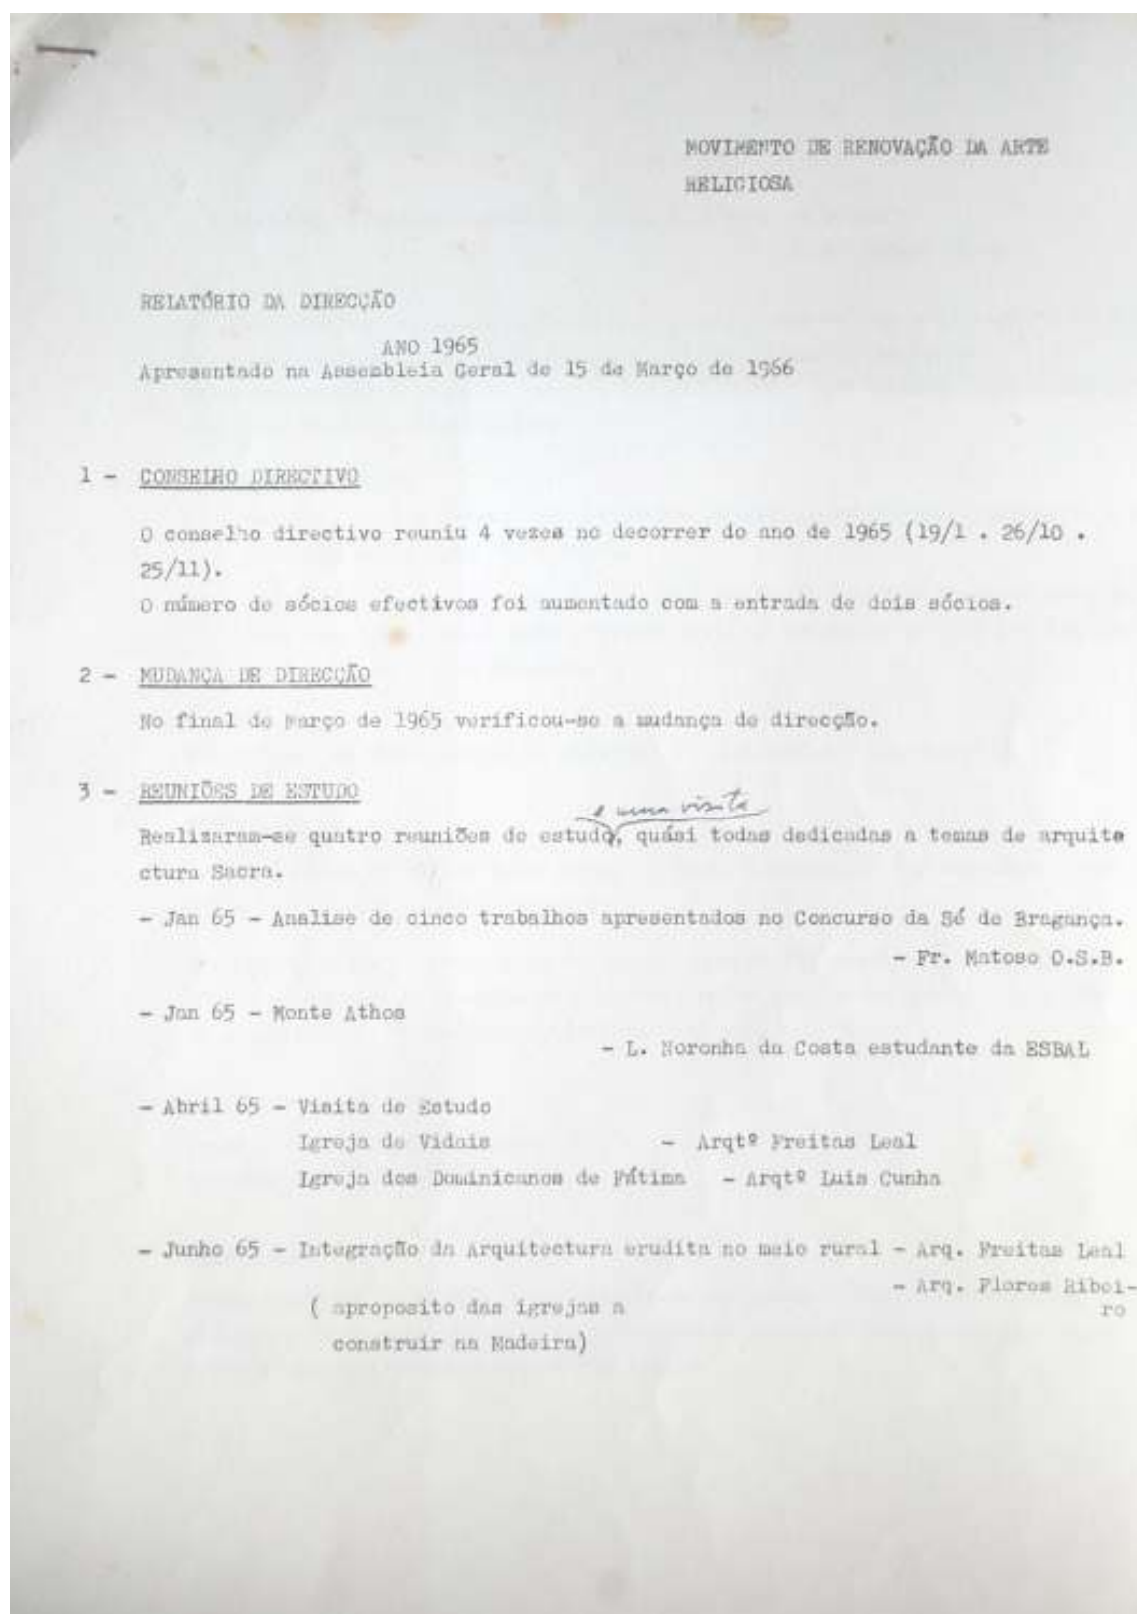 MOVIMENTO DE RENOVAÇÃO DA ARTE
RELIGIOSA
RELATÓRIO DA DIRECÇÃO
ANO 1965
Apresentado na Assembleia Geral de 15 de Março de 1966
1 - CONSELHO DIRECTIVO
O conselho directivo reuniu 4 vezes no decorrer do ano de 1965 (19/1 . 26/10 .
25/11).
O número de sócios efectivos foi aumentado com a entrada de dois sócios.
2 - MUDANÇA DE DIRECÇÃO
No final de Março de 1965 verificou-se a mudança de direcção.
3 - REUNIÕES DE ESTUDO
e uma visita
Realizaram-se quatro reuniões de estudo, quási todas dedicadas a temas de arquite
ctura Sacra.
- Jan 65 - Analise de cinco trabalhos apresentados no Concurso da Sé de Bragança.
- Fr. Matoso O.S.B.
- Jan 65 - Monte Athos
- L. Noronha da Costa estudante da ESBAL
- Abril 65 - Visita de Estudo
Igreja de Vidais - Arqtº Freitas Leal
Igreja dos Dominicanos de Fátima - Arqtº Luis Cunha
- Junho 65 - Integração da Arquitectura erudita no meio rural - Arq. Freitas Leal
- Arq. Flores Ribei-
ro
( aproposito das igrejas a
construir na Madeira)